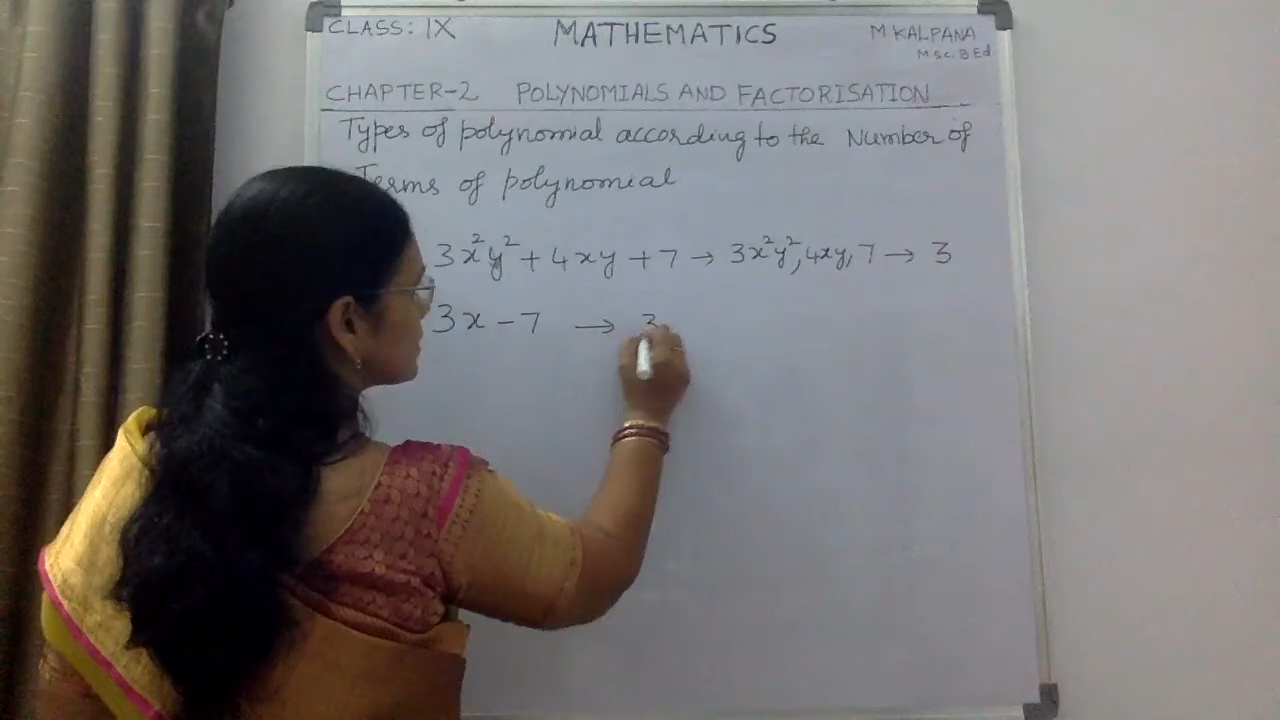 CLASS: IX MATHEMATICS M KALPANA
M Sc. B Ed
CHAPTER-2 POLYNOMIALS AND FACTORISATION
Types of polynomial according to the Number of
Terms of polynomial
3x²y² + 4xy + 7 → 3x²y², 4xy, 7 → 3
3x - 7 → 3